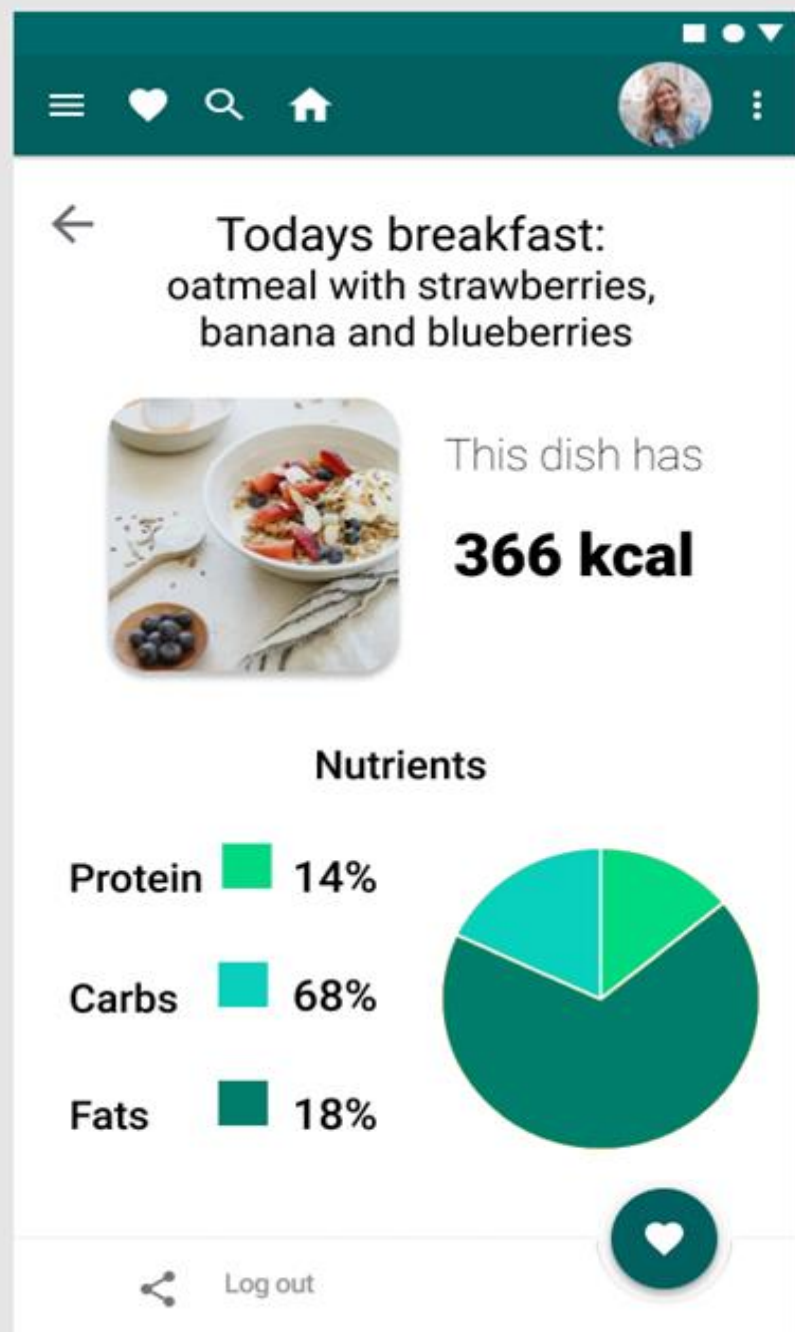 Todays breakfast:
oatmeal with strawberries,
banana and blueberries
This dish has
366 kcal
Nutrients
Protein 14%
Carbs 68%
Fats 18%
Log out